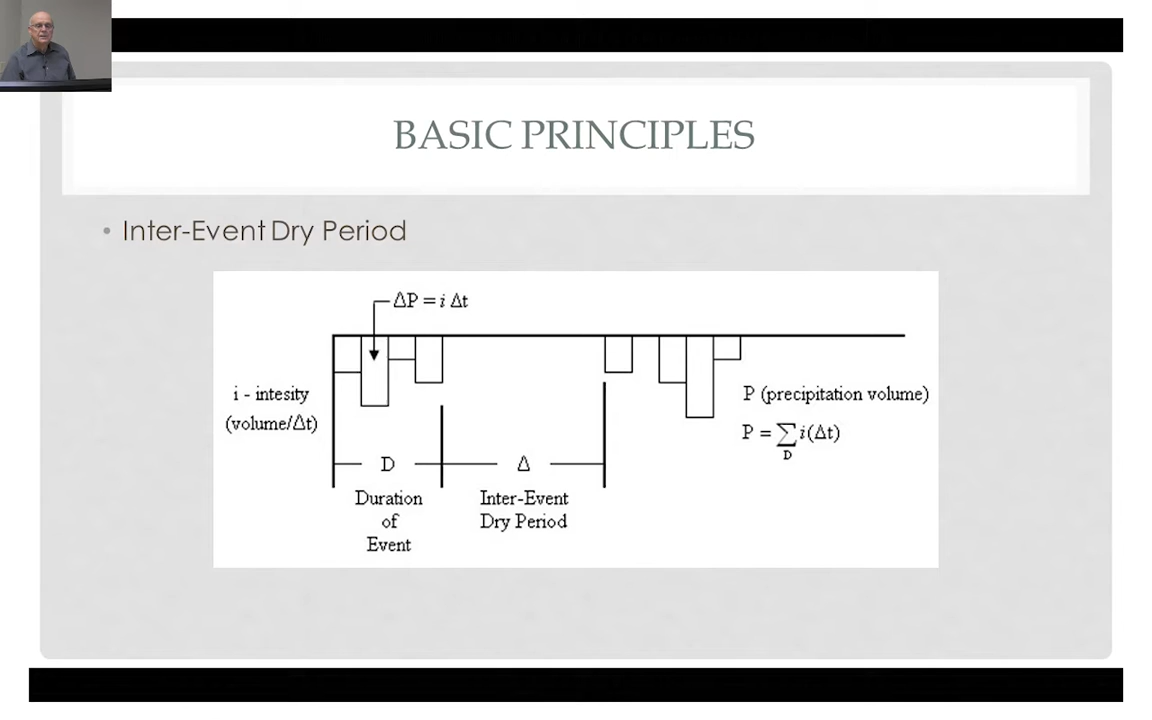 BASIC PRINCIPLES
• Inter-Event Dry Period
ΔP = i Δt
i - intesity
(volume/Δt)
P (precipitation volume)
P = ∑ i(Δt)
D
D
Δ
Duration
of
Event
Inter-Event
Dry Period